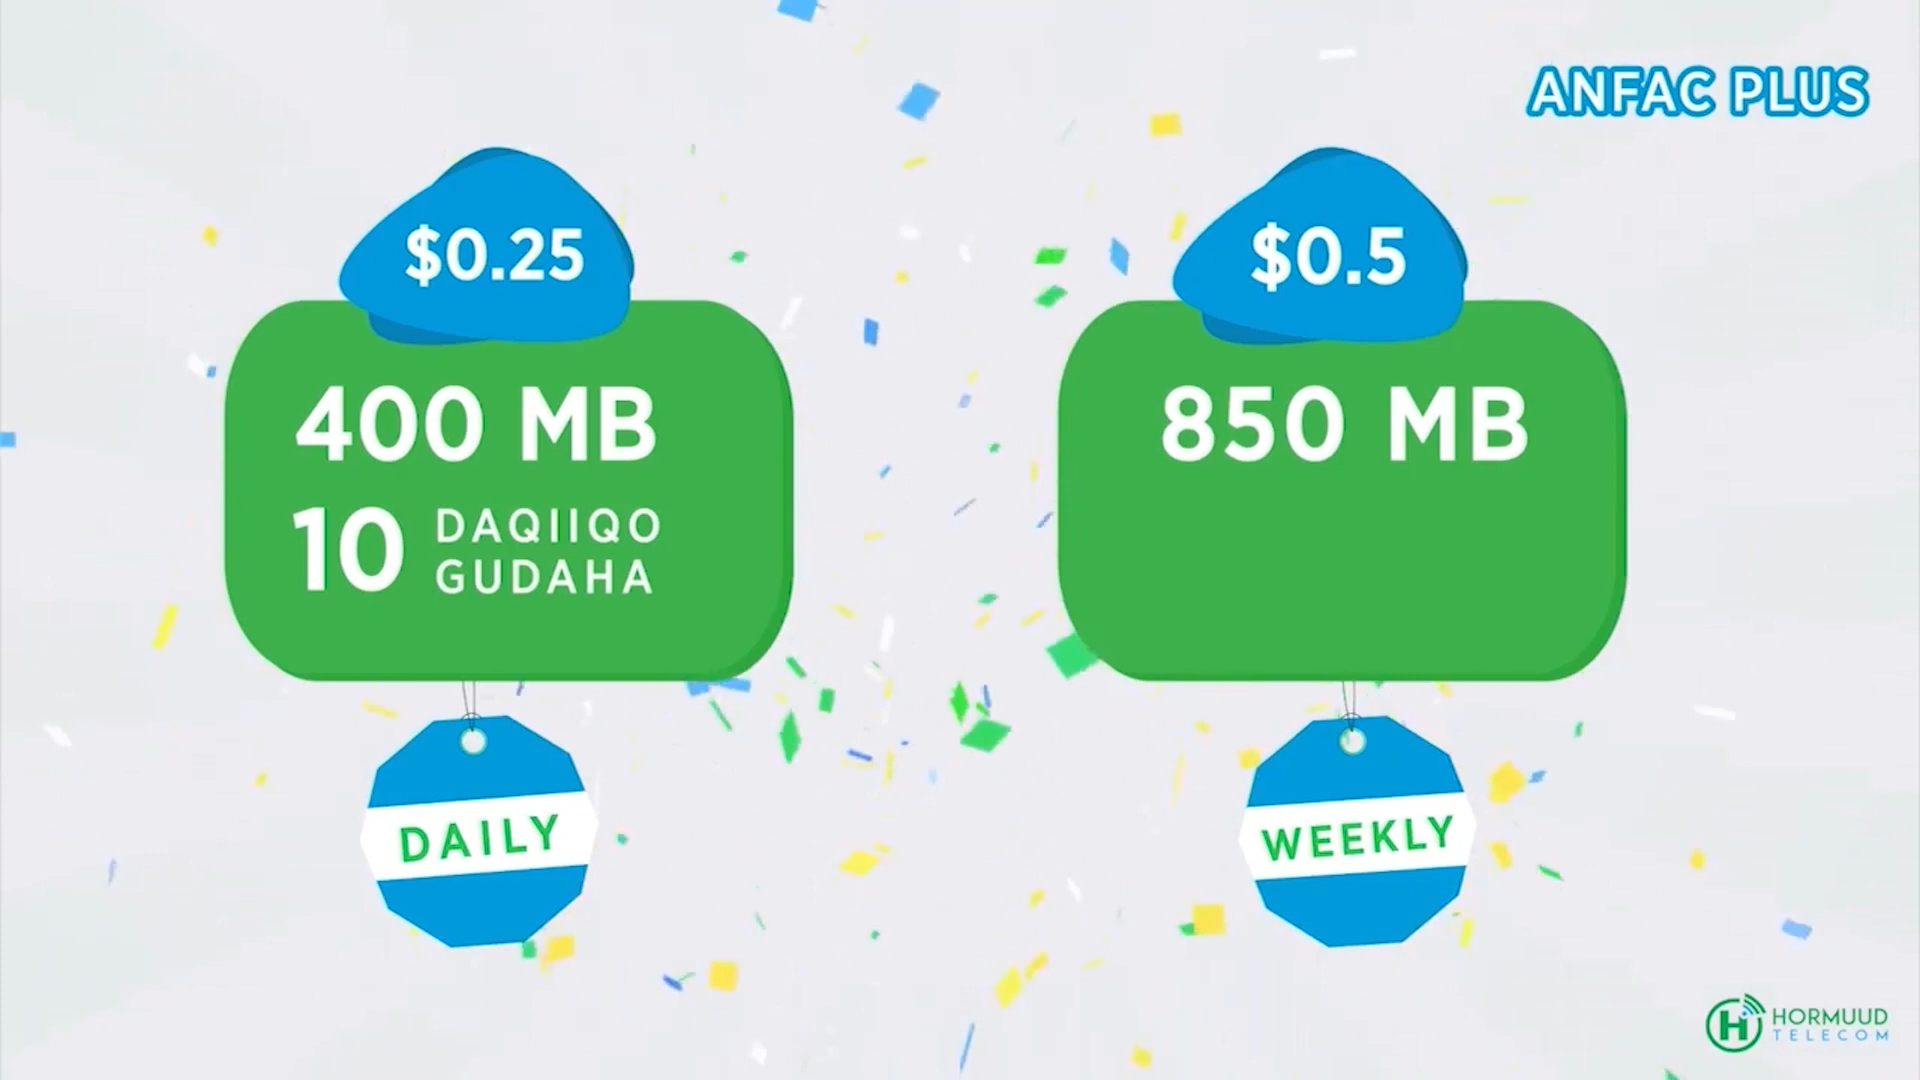 ANFAC PLUS
$0.25
400 MB
10 DAQIIQO
GUDAHA
DAILY
$0.5
850 MB
WEEKLY
HORMUUD
TELECOM